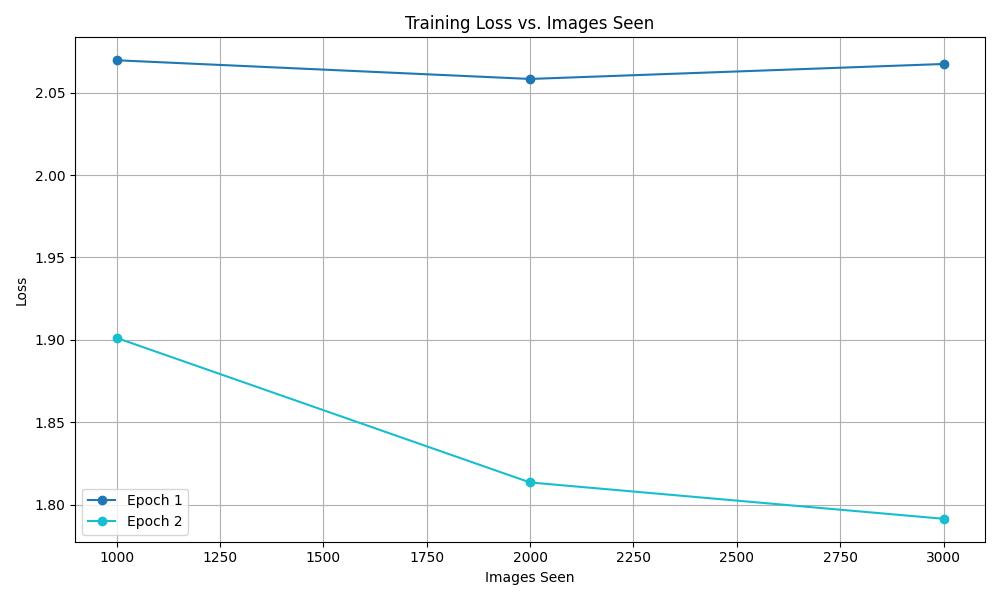 Training Loss vs. Images Seen
2.05
2.00
1.95
1.90
1.85
1.80
Loss
Epoch 1
Epoch 2
1000 1250 1500 1750 2000 2250 2500 2750 3000
Images Seen